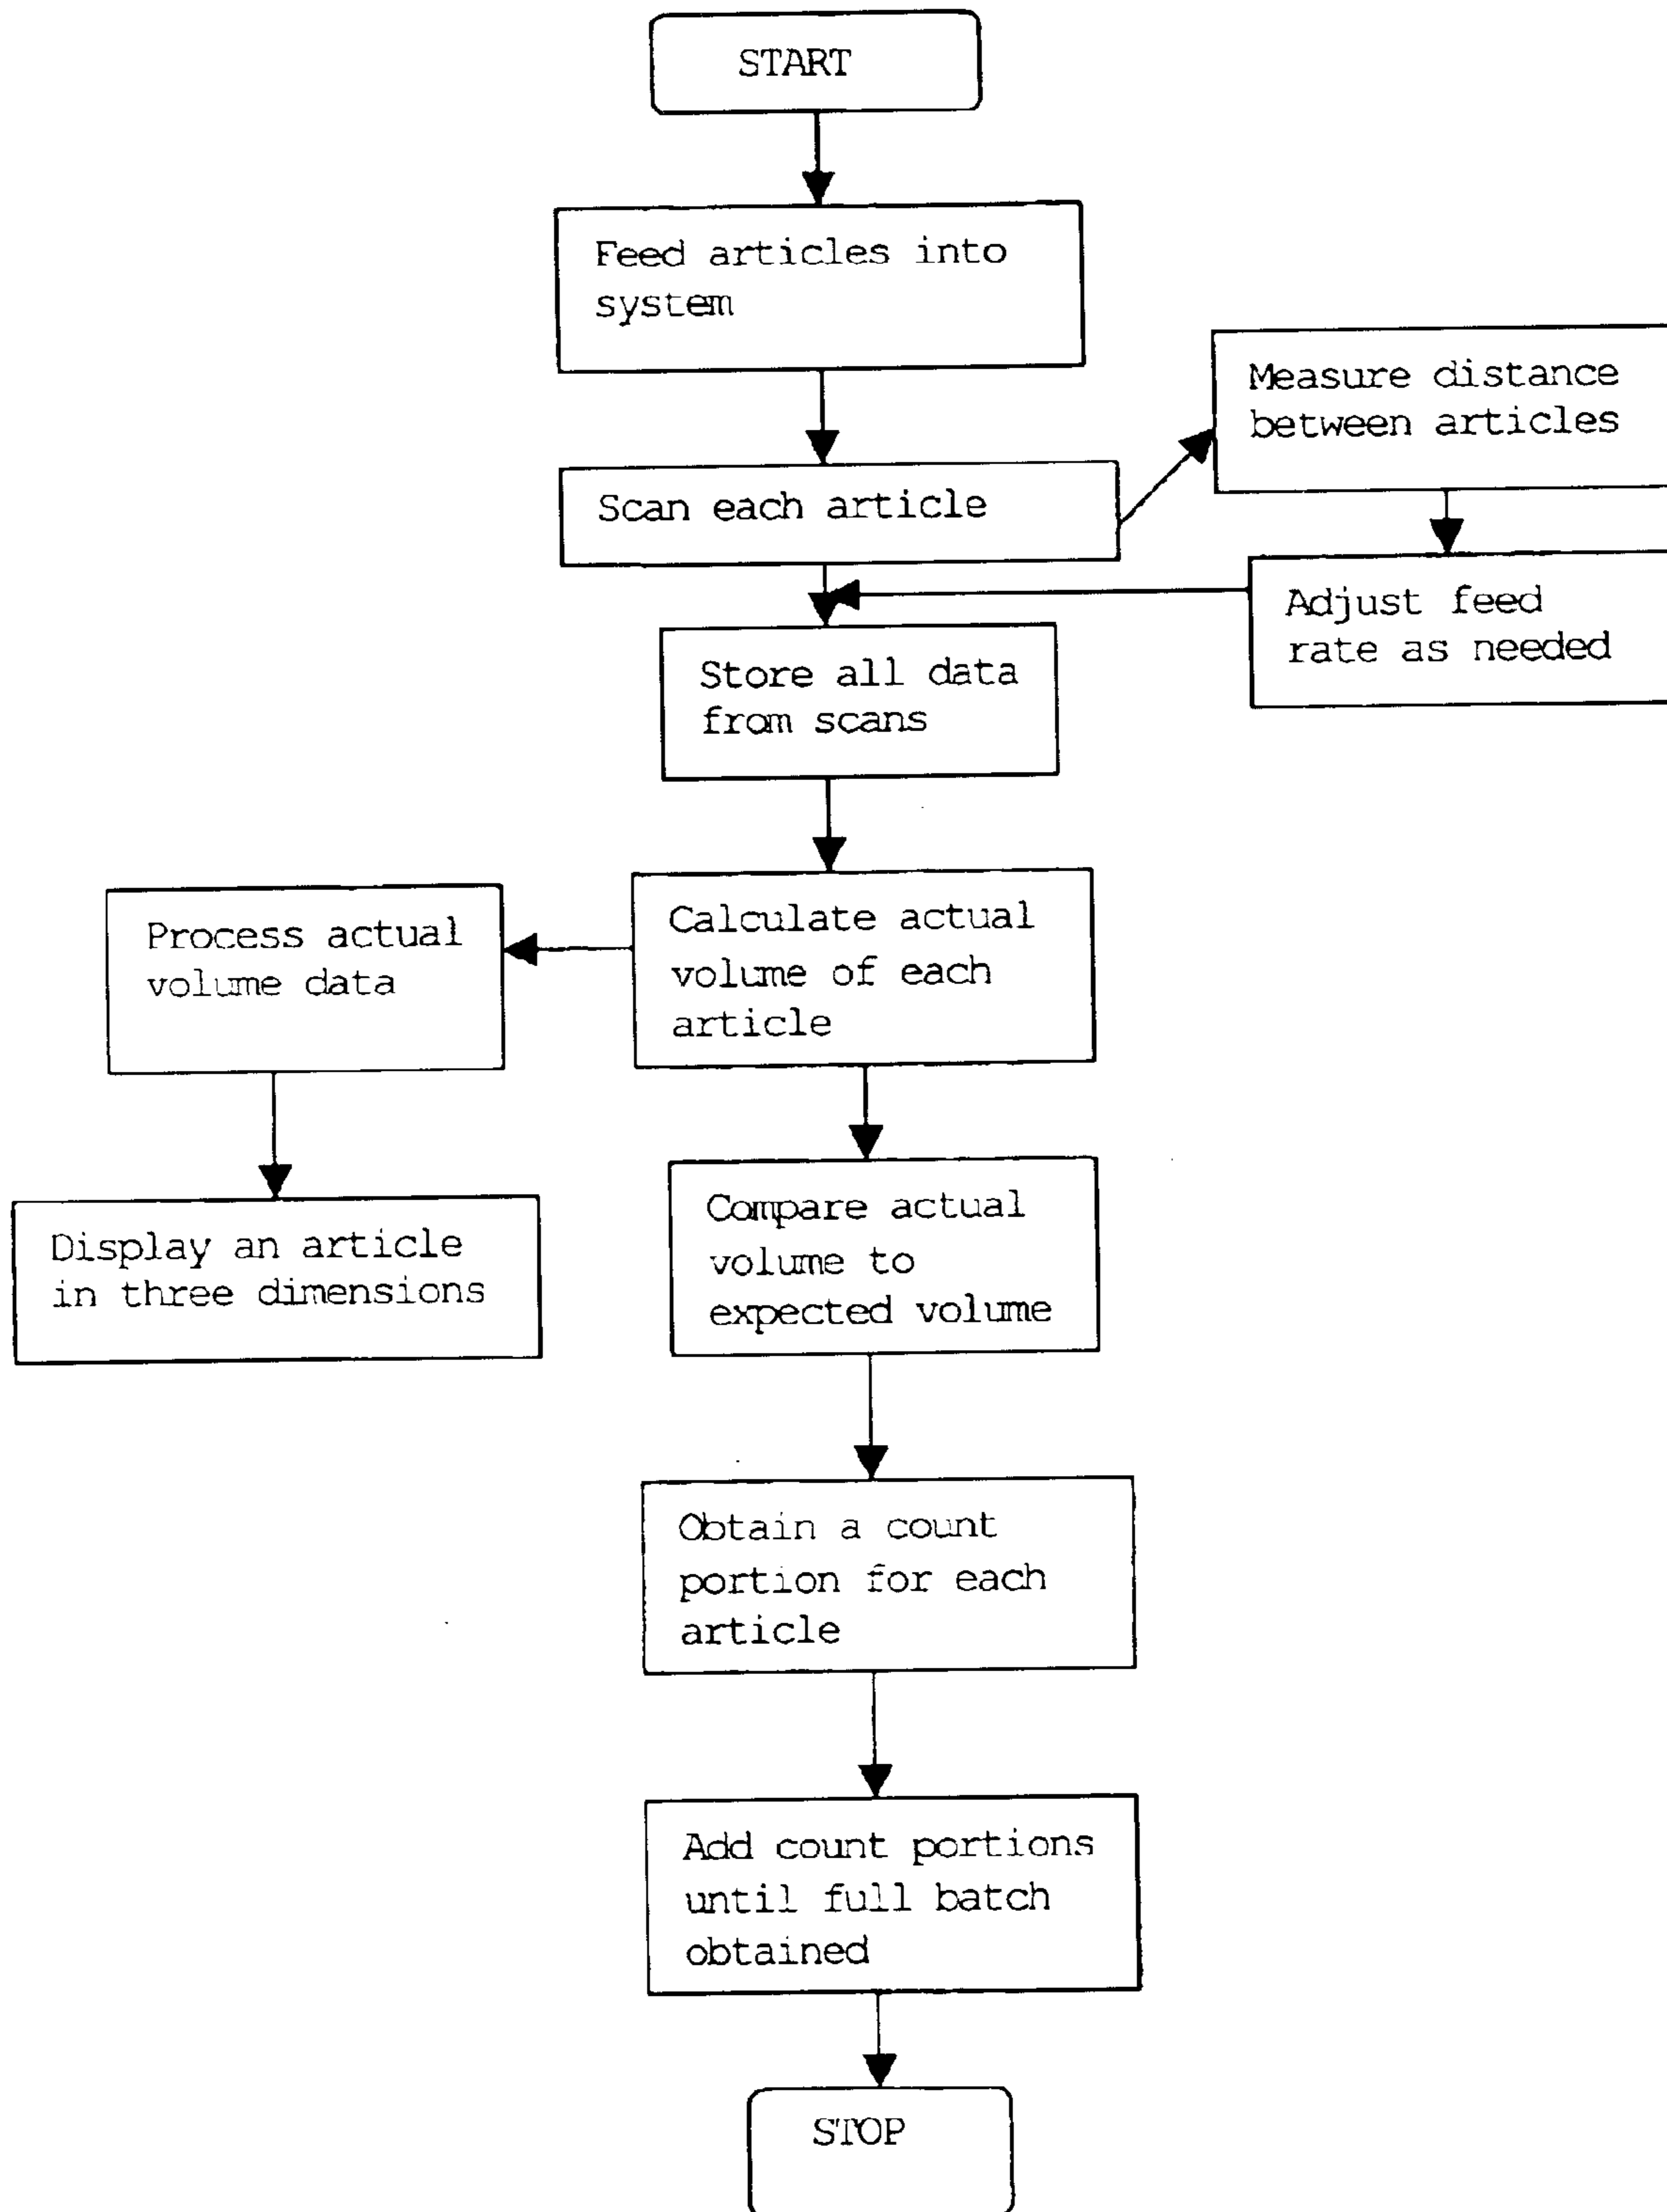 START
Feed articles into
system
Measure distance
between articles
Scan each article
Adjust feed
rate as needed
Store all data
from scans
Calculate actual
volume of each
article
Process actual
volume data
Compare actual
volume to
expected volume
Display an article
in three dimensions
Obtain a count
portion for each
article
Add count portions
until full batch
obtained
STOP